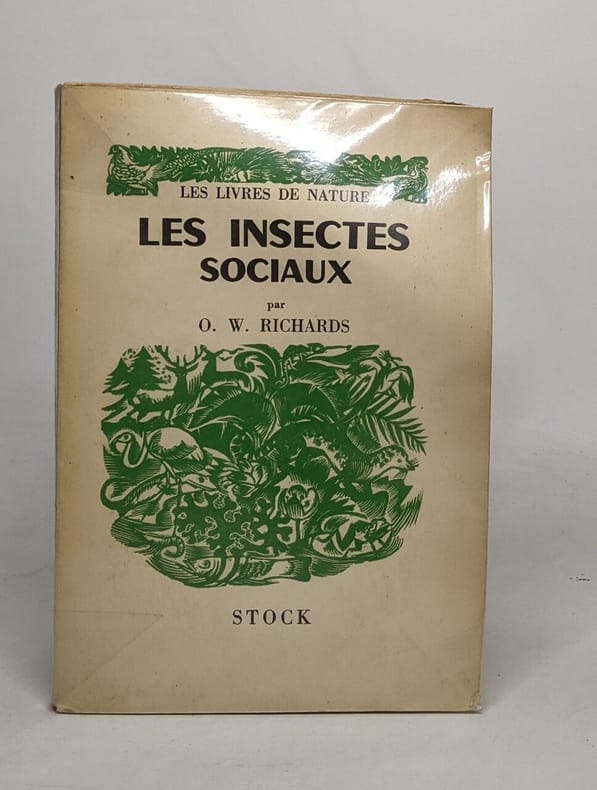 LES LIVRES DE NATURE
LES INSECTES
SOCIAUX
par
O. W. RICHARDS
STOCK